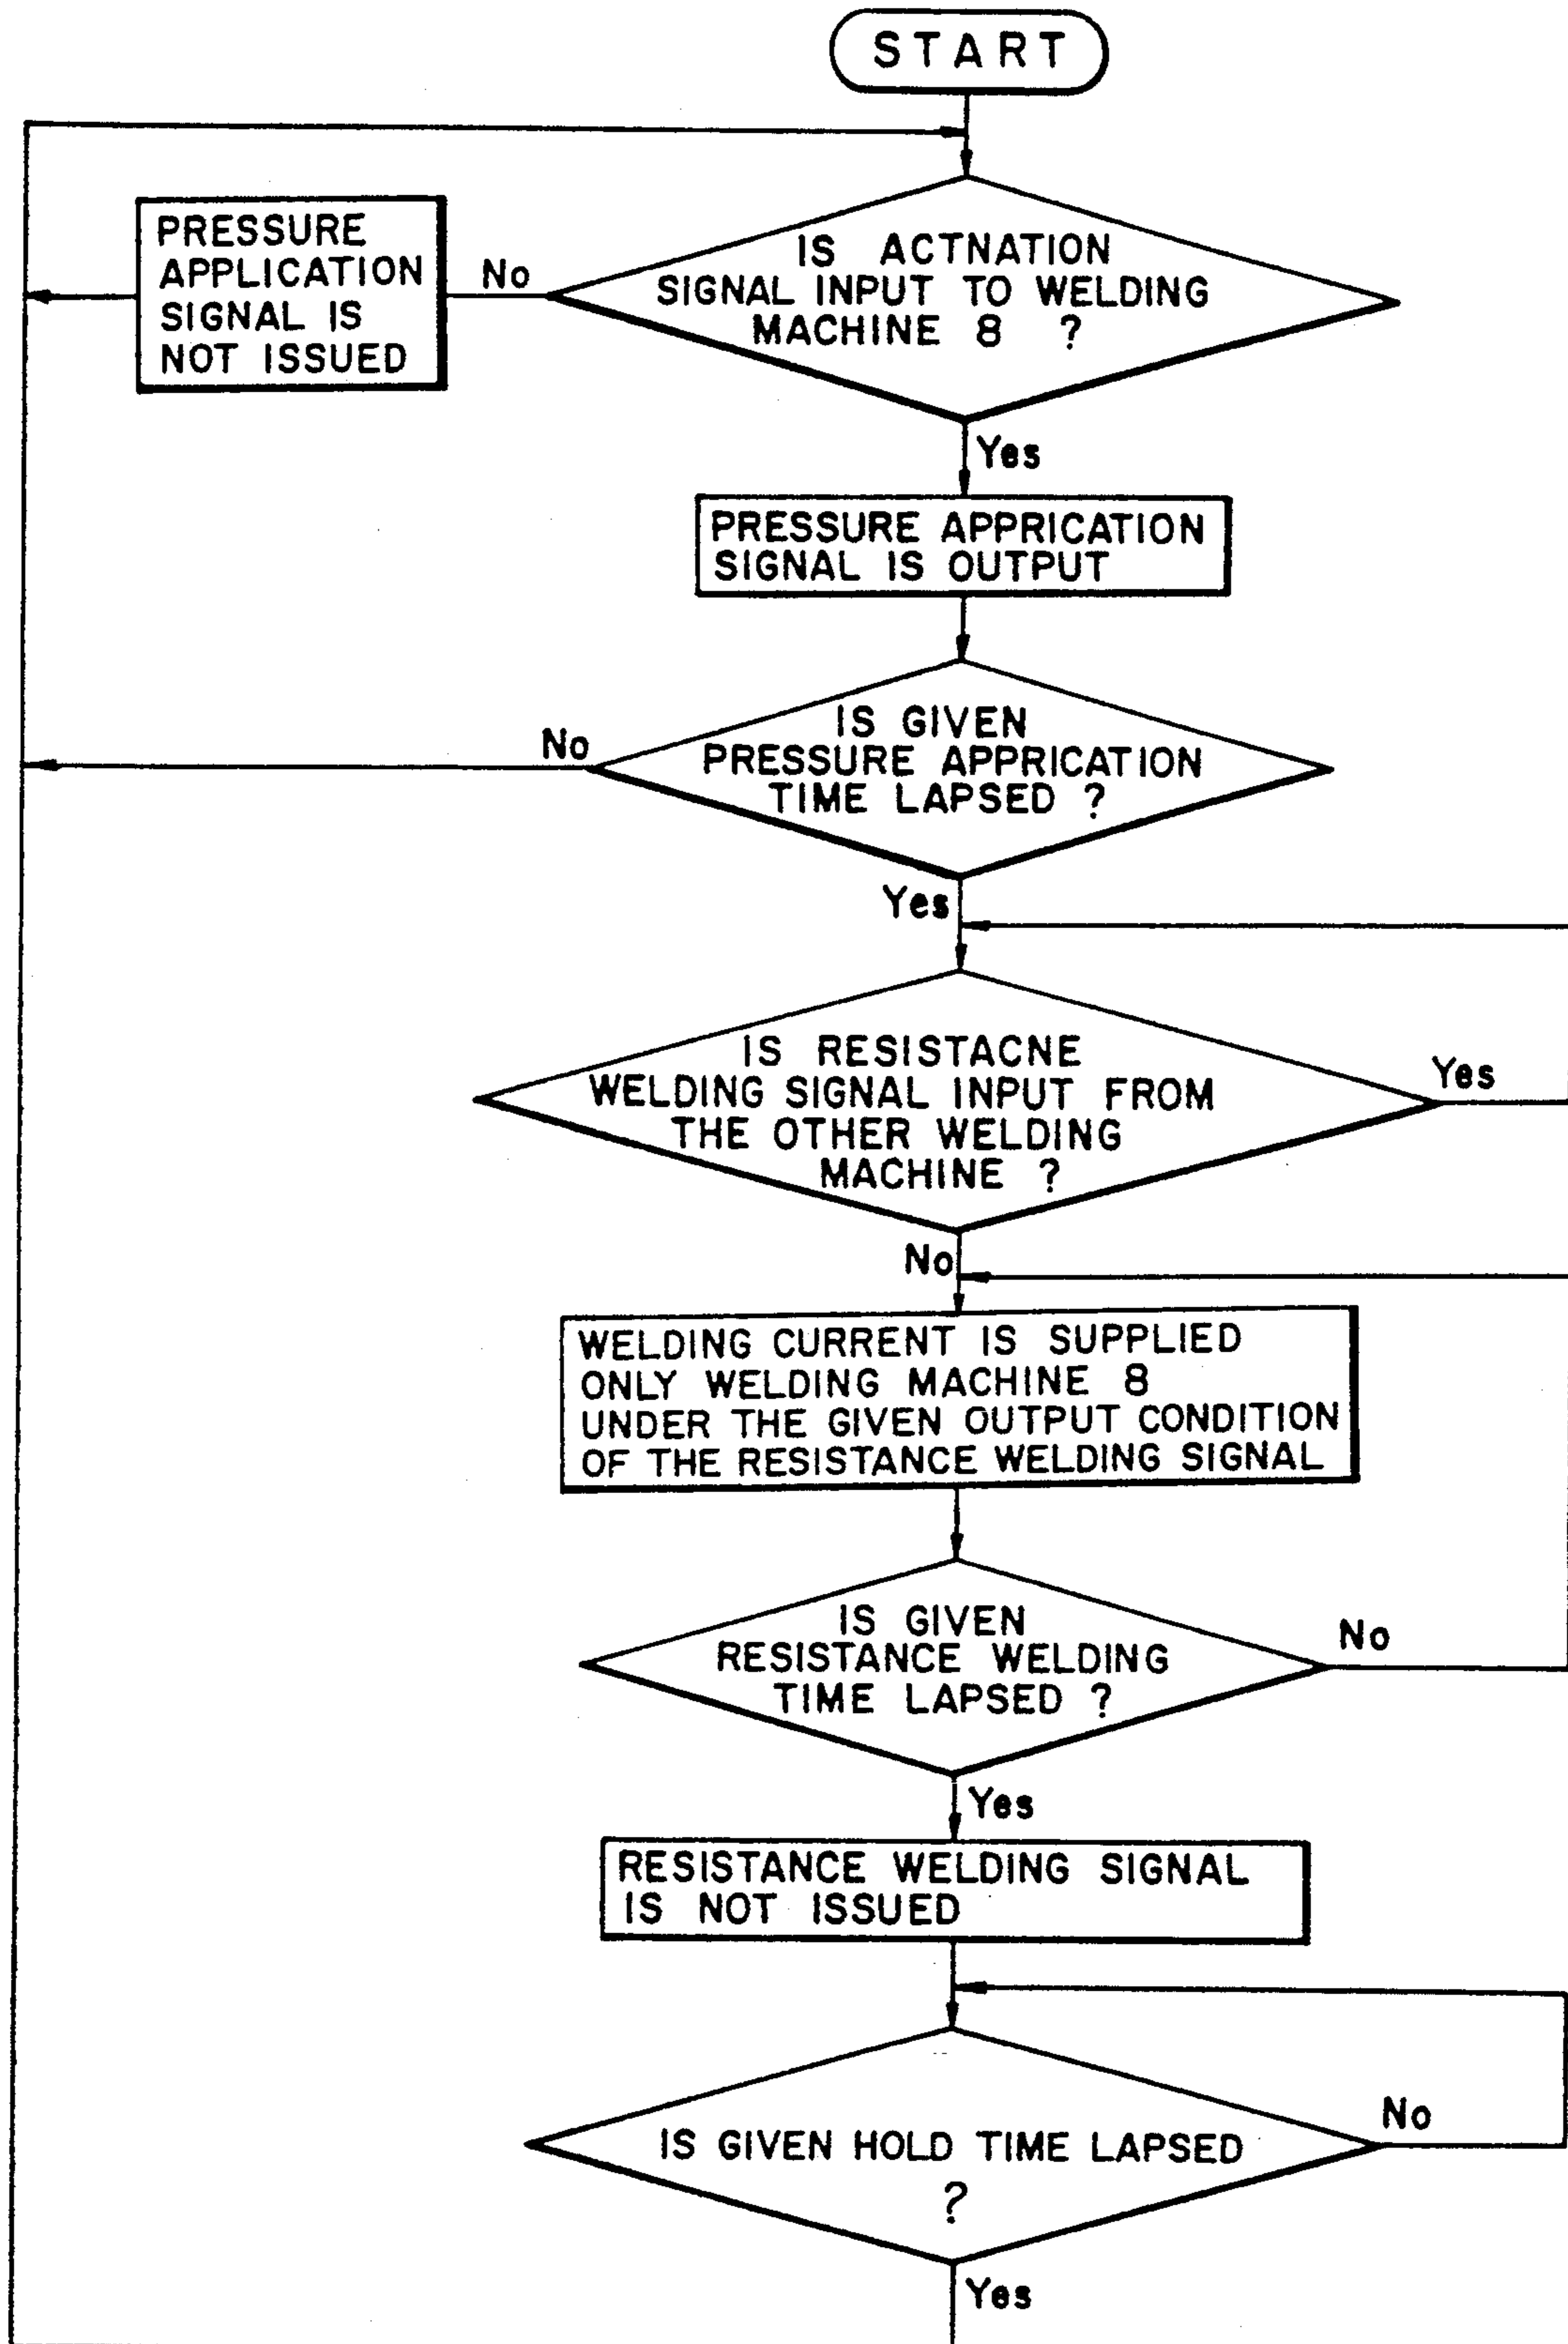 START
IS ACTNATION
SIGNAL INPUT TO WELDING
MACHINE 8 ?
No
PRESSURE
APPLICATION
SIGNAL IS
NOT ISSUED
Yes
PRESSURE APPRICATION
SIGNAL IS OUTPUT
IS GIVEN
PRESSURE APPRICATION
TIME LAPSED ?
No
Yes
IS RESISTACNE
WELDING SIGNAL INPUT FROM
THE OTHER WELDING
MACHINE ?
Yes
No
WELDING CURRENT IS SUPPLIED
ONLY WELDING MACHINE 8
UNDER THE GIVEN OUTPUT CONDITION
OF THE RESISTANCE WELDING SIGNAL
IS GIVEN
RESISTANCE WELDING
TIME LAPSED ?
No
Yes
RESISTANCE WELDING SIGNAL
IS NOT ISSUED
IS GIVEN HOLD TIME LAPSED
?
No
Yes